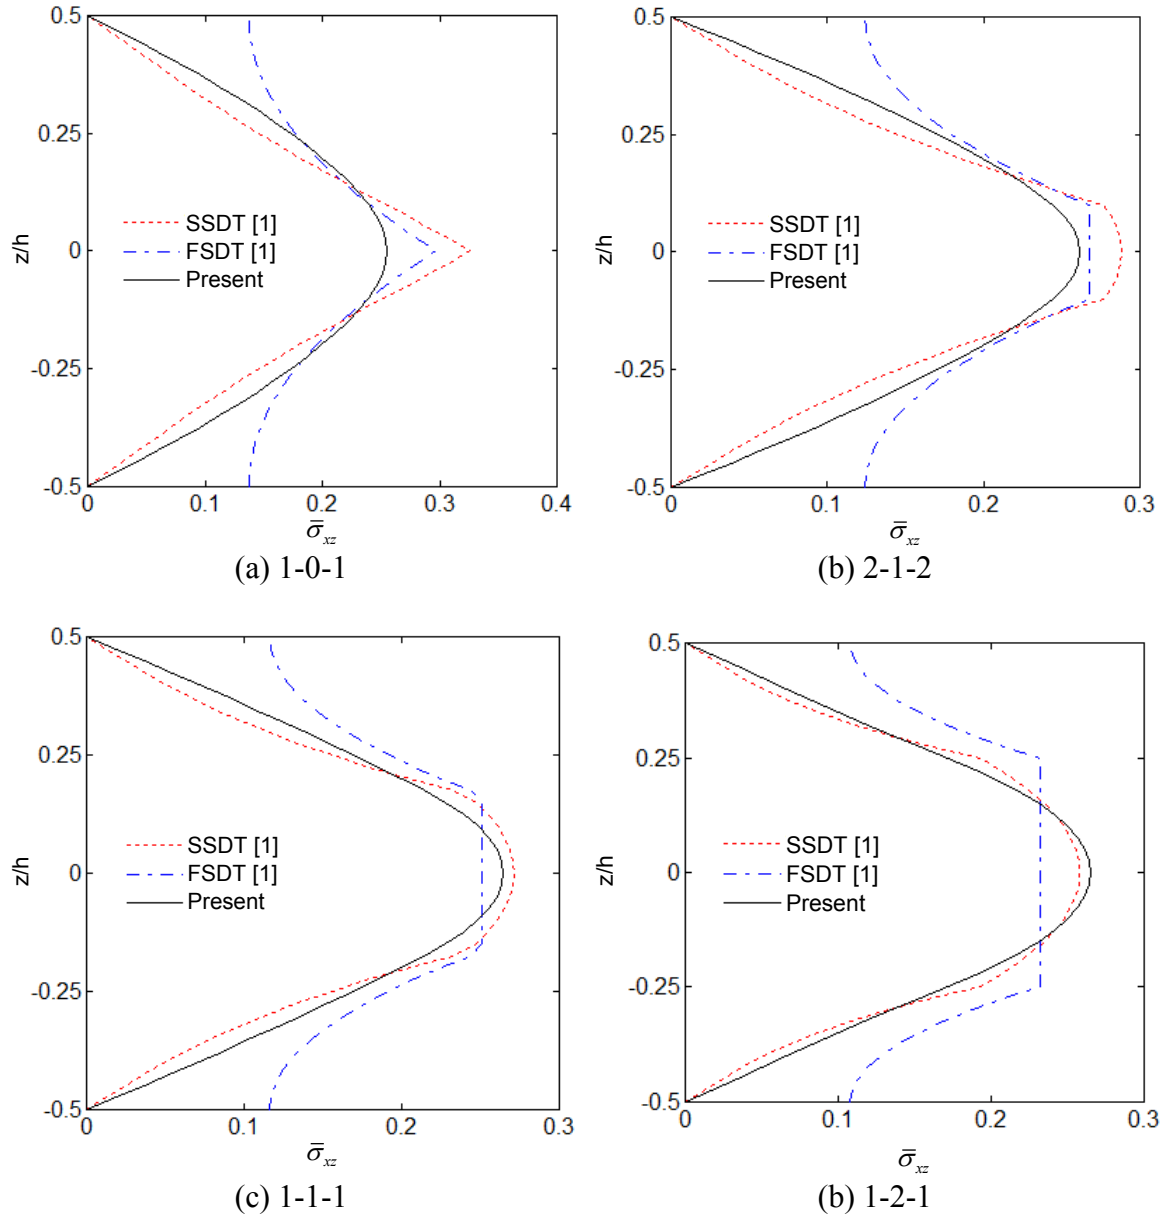 0.5
0.25
0
-0.25
-0.5
z/h
SSDT [1]
FSDT [1]
Present
0 0.1 0.2 0.3 0.4
σ̅xz
(a) 1-0-1
0.5
0.25
0
-0.25
-0.5
z/h
SSDT [1]
FSDT [1]
Present
0 0.1 0.2 0.3
σ̅xz
(b) 2-1-2
0.5
0.25
0
-0.25
-0.5
z/h
SSDT [1]
FSDT [1]
Present
0 0.1 0.2 0.3
σ̅xz
(c) 1-1-1
0.5
0.25
0
-0.25
-0.5
z/h
SSDT [1]
FSDT [1]
Present
0 0.1 0.2 0.3
σ̅xz
(b) 1-2-1